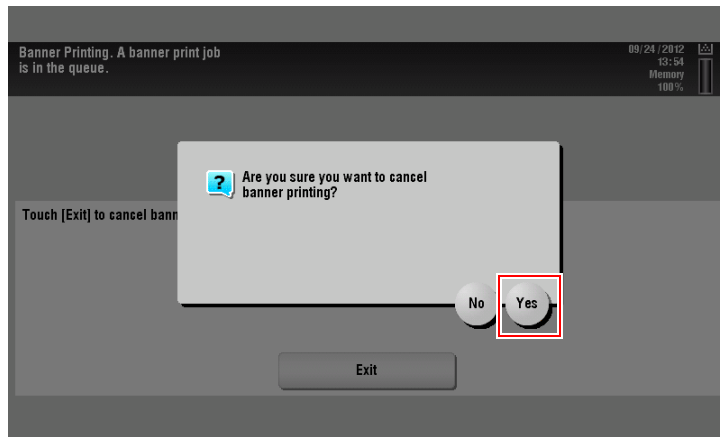 Banner Printing. A banner print job
is in the queue.
09/24/2012
13:54
Memory
100%
? Are you sure you want to cancel
banner printing?
Touch [Exit] to cancel bann
No Yes
Exit